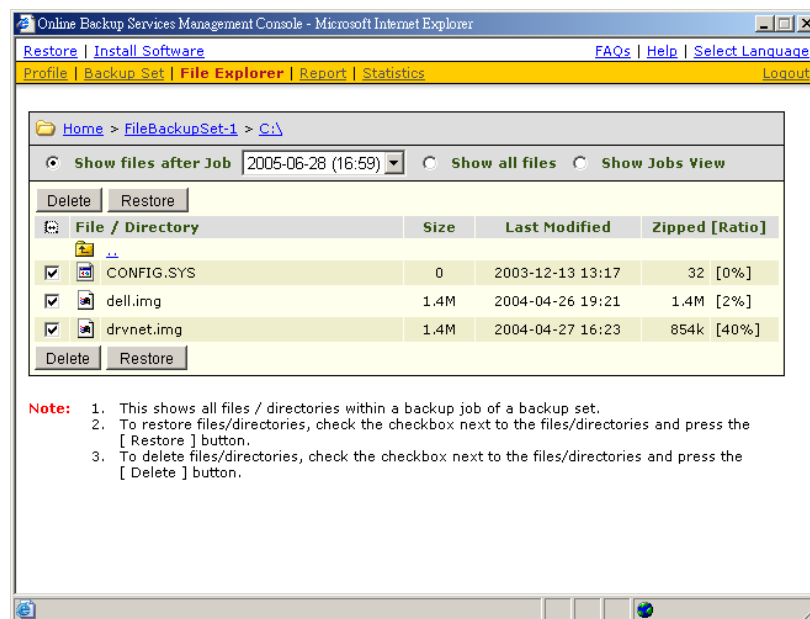 Online Backup Services Management Console - Microsoft Internet Explorer
Restore | Install Software FAQs | Help | Select Language
Profile | Backup Set | File Explorer | Report | Statistics Logout
Home > FileBackupSet-1 > C:\
Show files after Job 2005-06-28 (16:59) Show all files Show Jobs View
Delete Restore
File / Directory Size Last Modified Zipped [Ratio]
..
CONFIG.SYS 0 2003-12-13 13:17 32 [0%]
dell.img 1.4M 2004-04-26 19:21 1.4M [2%]
drvnet.img 1.4M 2004-04-27 16:23 854k [40%]
Delete Restore
Note: 1. This shows all files / directories within a backup job of a backup set.
2. To restore files/directories, check the checkbox next to the files/directories and press the
[ Restore ] button.
3. To delete files/directories, check the checkbox next to the files/directories and press the
[ Delete ] button.